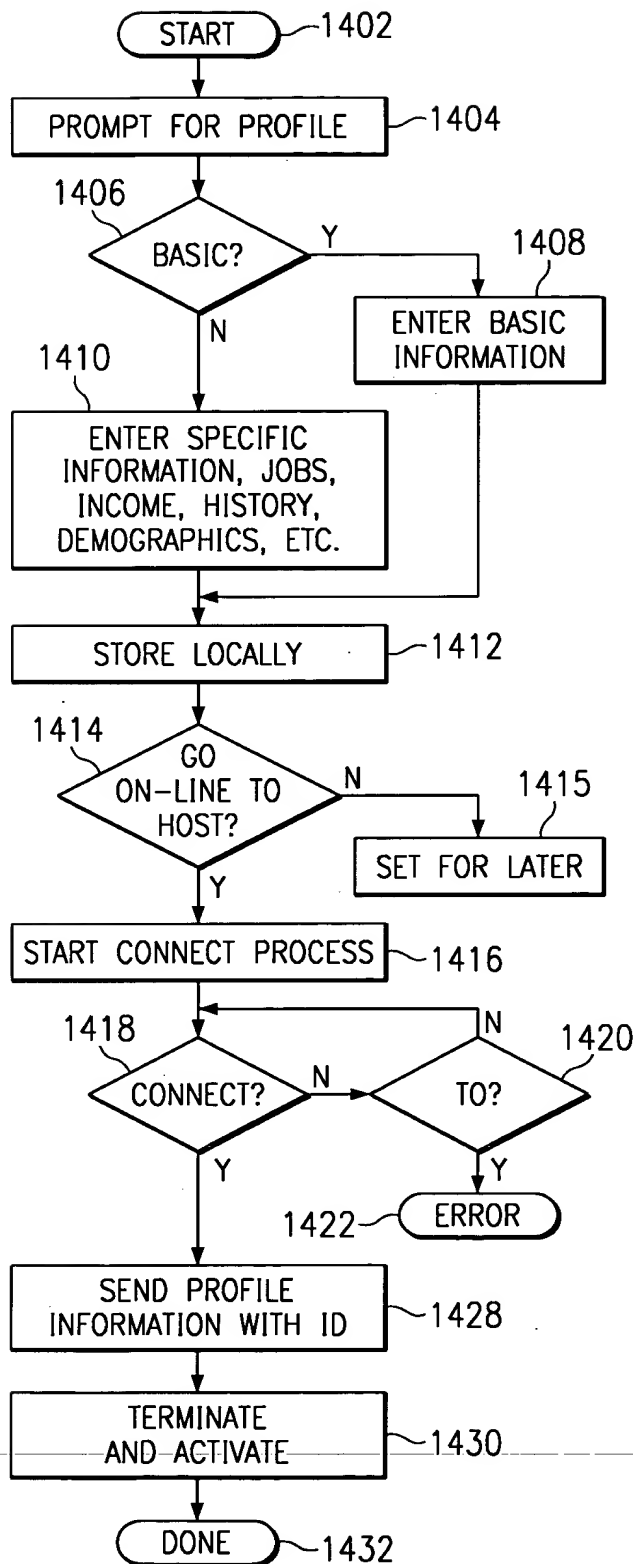 START
1402
PROMPT FOR PROFILE
1404
1406
BASIC?
Y
N
1408
ENTER BASIC
INFORMATION
1410
ENTER SPECIFIC
INFORMATION, JOBS,
INCOME, HISTORY,
DEMOGRAPHICS, ETC.
STORE LOCALLY
1412
1414
GO
ON-LINE TO
HOST?
N
Y
1415
SET FOR LATER
START CONNECT PROCESS
1416
1418
CONNECT?
N
Y
N
1420
TO?
Y
1422
ERROR
SEND PROFILE
INFORMATION WITH ID
1428
TERMINATE
AND ACTIVATE
1430
DONE
1432